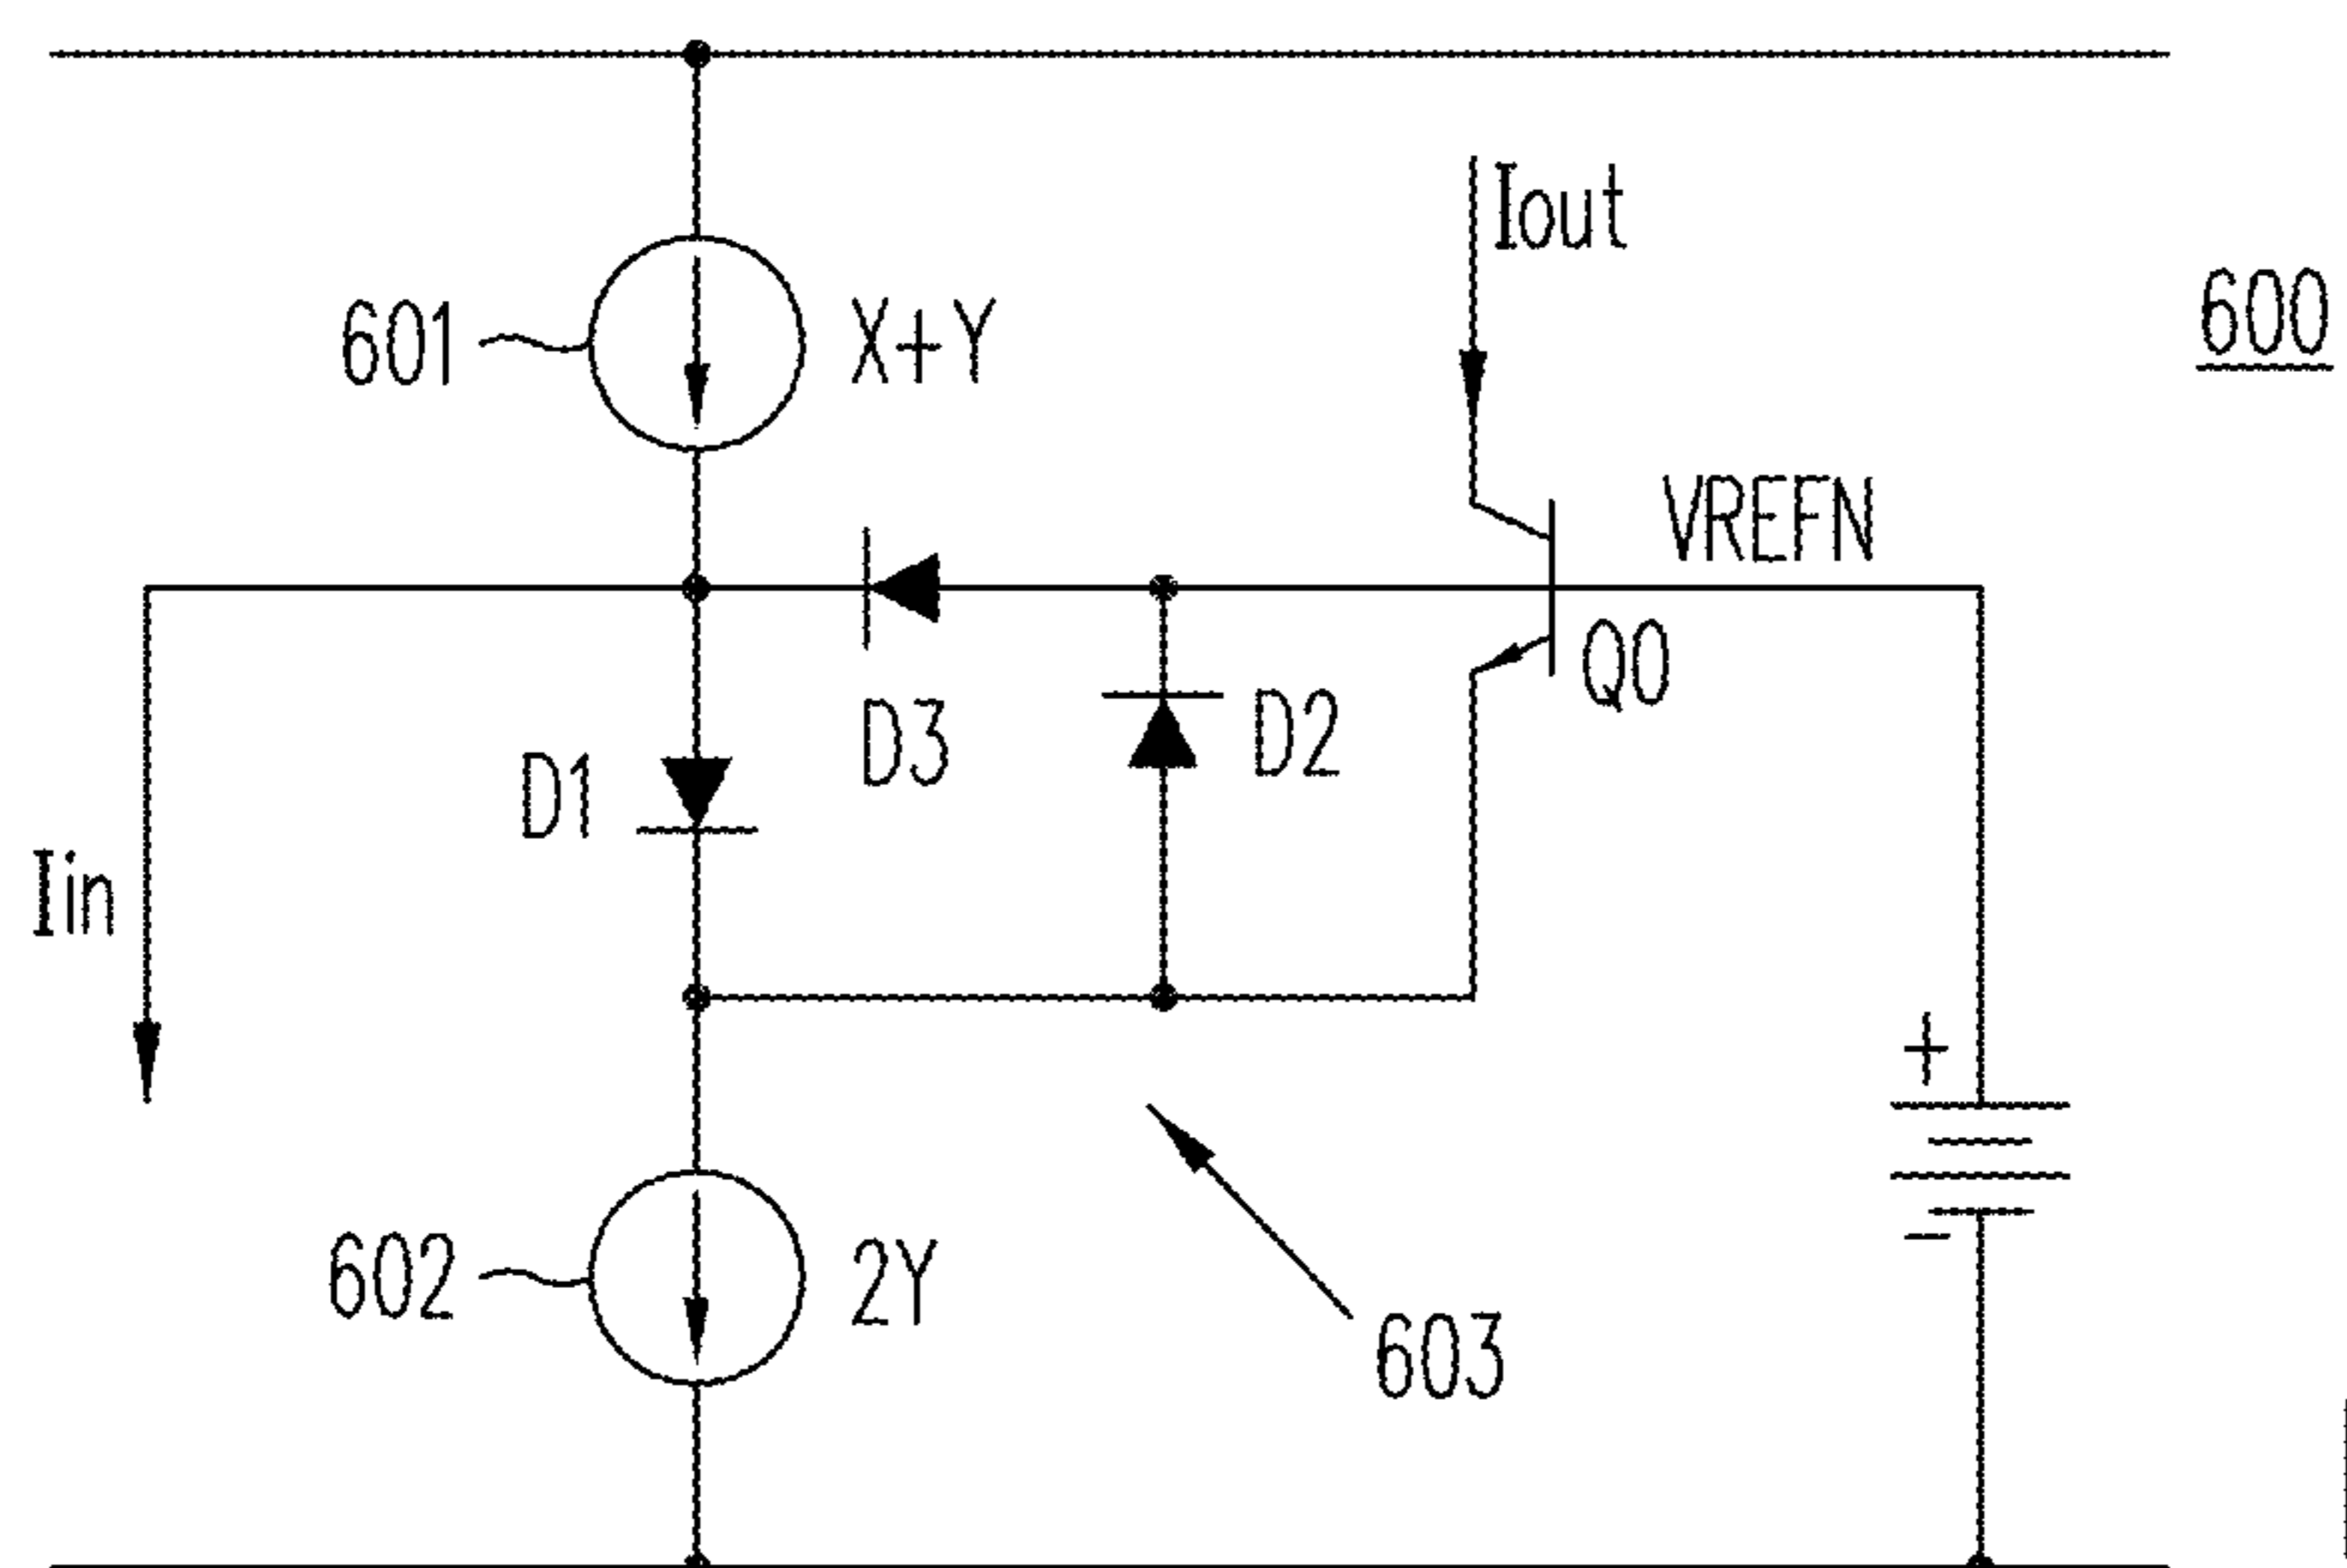 Iout
600
601
X+Y
VREFN
Q0
D3
D2
D1
Iin
+
602
2Y
−
603